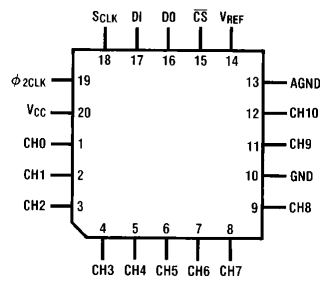 SCLK DI DO CS VREF
18 17 16 15 14
ϕ2CLK 19 13 AGND
VCC 20 12 CH10
CH0 1 11 CH9
CH1 2 10 GND
CH2 3 9 CH8
4 5 6 7 8
CH3 CH4 CH5 CH6 CH7